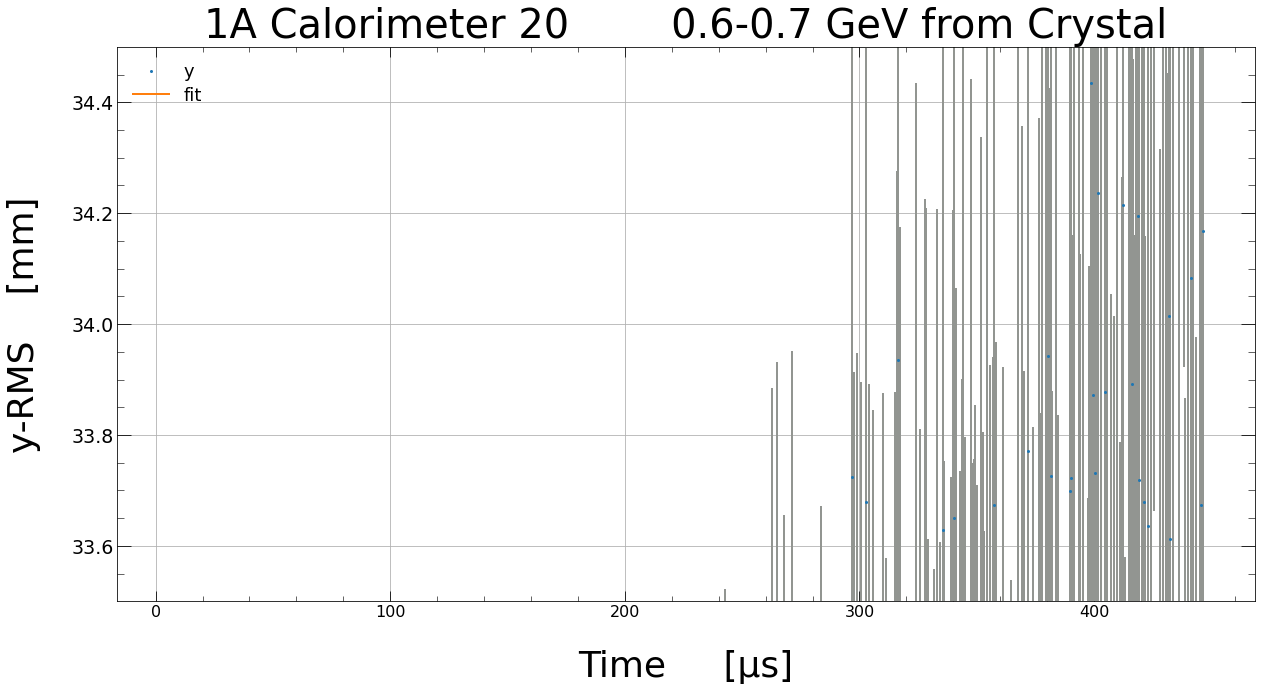 1A Calorimeter 20 0.6-0.7 GeV from Crystal
y
fit
34.4
34.2
34.0
33.8
33.6
y-RMS [mm]
0 100 200 300 400
Time [μs]